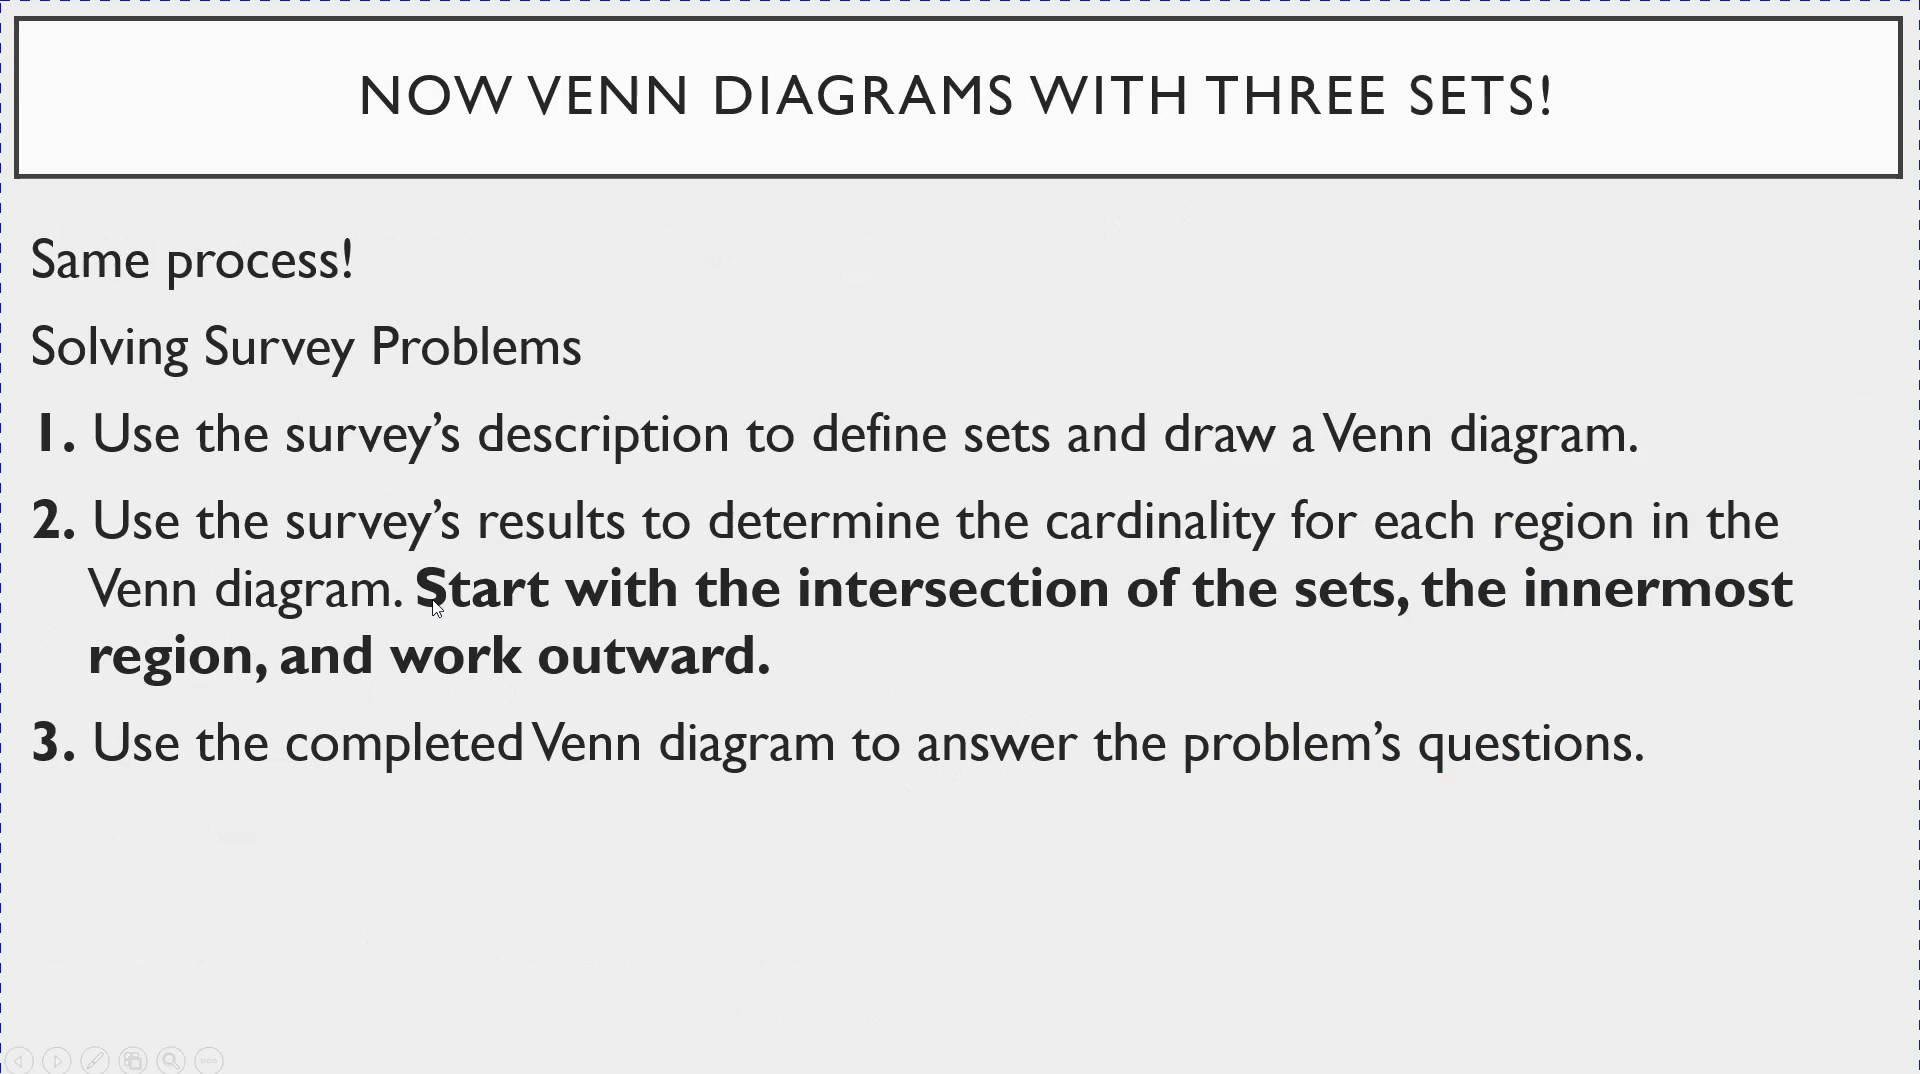 NOW VENN DIAGRAMS WITH THREE SETS!
Same process!
Solving Survey Problems
1. Use the survey’s description to define sets and draw a Venn diagram.
2. Use the survey’s results to determine the cardinality for each region in the
Venn diagram. Start with the intersection of the sets, the innermost
region, and work outward.
3. Use the completed Venn diagram to answer the problem’s questions.